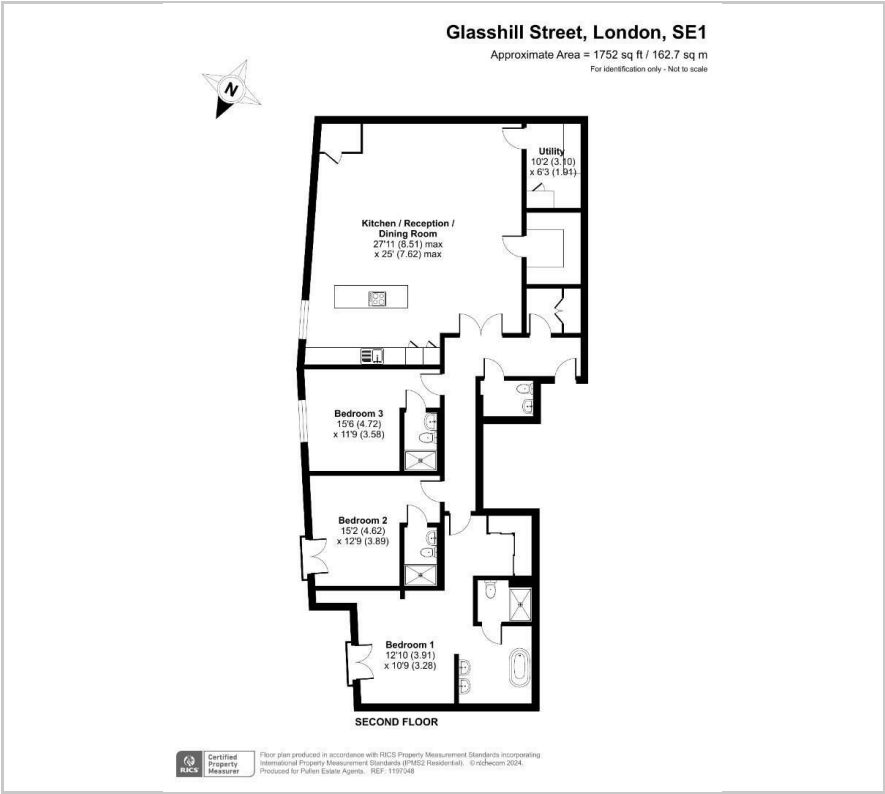 Glasshill Street, London, SE1
Approximate Area = 1752 sq ft / 162.7 sq m
For identification only - Not to scale
N
Utility
10'2 (3.10)
x 6'3 (1.91)
Kitchen / Reception /
Dining Room
27'11 (8.51) max
x 25' (7.62) max
Bedroom 3
15'6 (4.72)
x 11'9 (3.58)
Bedroom 2
15'2 (4.62)
x 12'9 (3.89)
Bedroom 1
12'10 (3.91)
x 10'9 (3.28)
SECOND FLOOR
RICS
Certified
Property
Measurer
Floor plan produced in accordance with RICS Property Measurement Standards incorporating
International Property Measurement Standards (IPMS2 Residential). © nichecom 2024.
Produced for Pullen Estate Agents. REF: 1197048